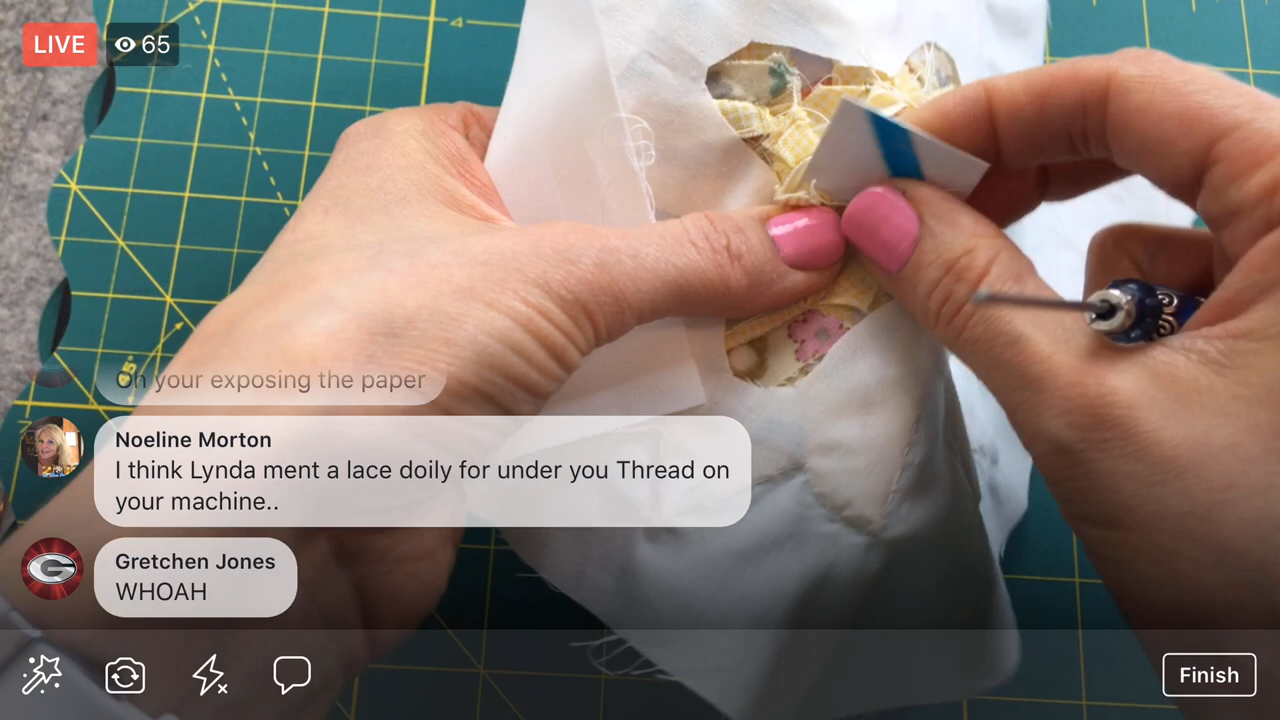 LIVE 65
On your exposing the paper
Noeline Morton
I think Lynda ment a lace doily for under you Thread on
your machine..
Gretchen Jones
WHOAH
Finish